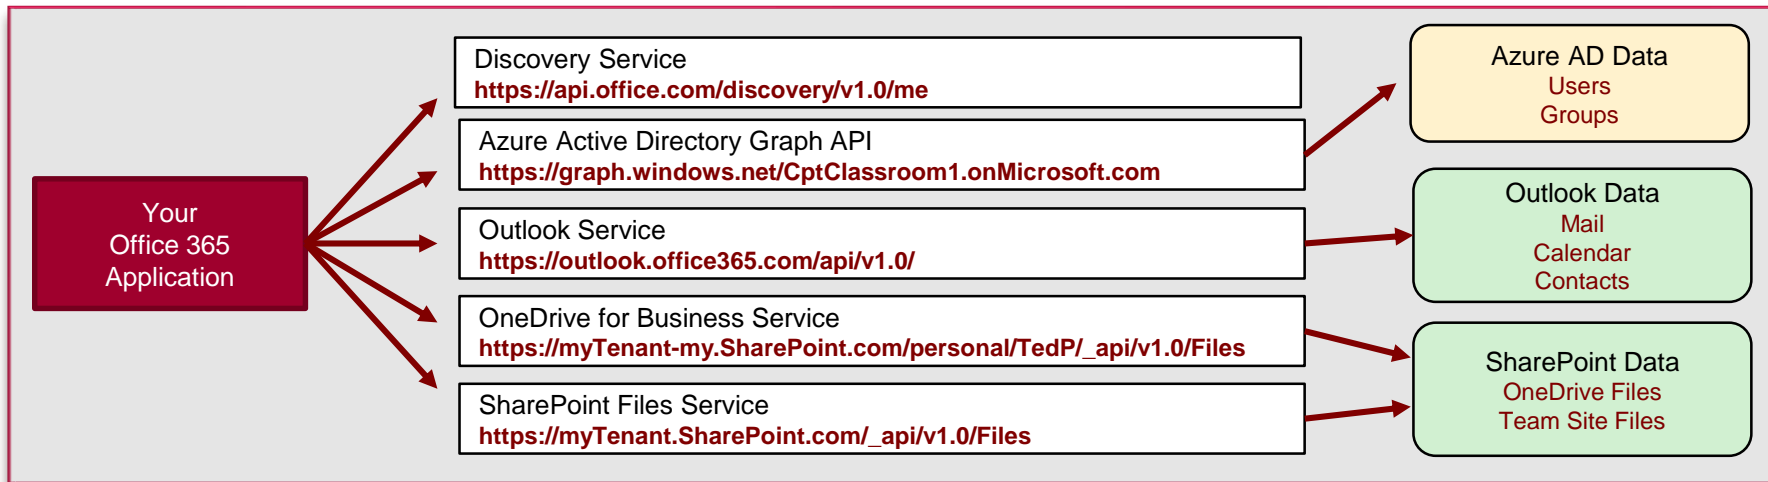 Your
Office 365
Application
Discovery Service
https://api.office.com/discovery/v1.0/me
Azure Active Directory Graph API
https://graph.windows.net/CptClassroom1.onMicrosoft.com
Outlook Service
https://outlook.office365.com/api/v1.0/
OneDrive for Business Service
https://myTenant-my.SharePoint.com/personal/TedP/_api/v1.0/Files
SharePoint Files Service
https://myTenant.SharePoint.com/_api/v1.0/Files
Azure AD Data
Users
Groups
Outlook Data
Mail
Calendar
Contacts
SharePoint Data
OneDrive Files
Team Site Files